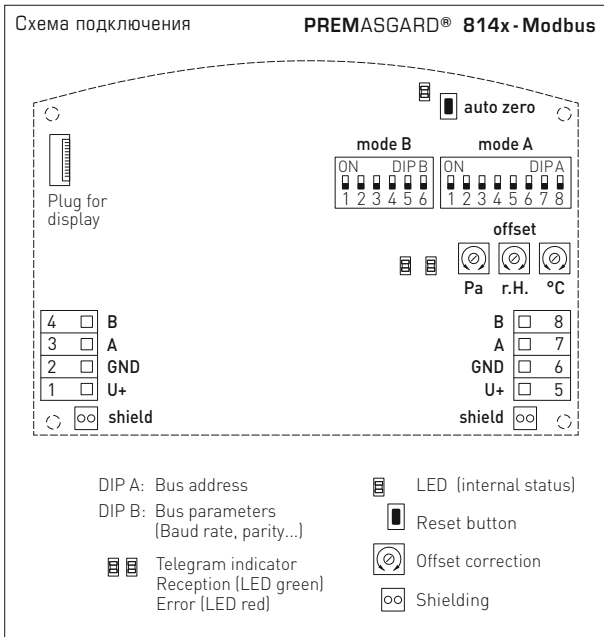 Схема подключения PREMASGARD® 814x-Modbus
auto zero
mode B mode A
ON DIP B ON DIP A
1 2 3 4 5 6 1 2 3 4 5 6 7 8
Plug for
display
offset
Pa r.H. °C
4 B B 8
3 A A 7
2 GND GND 6
1 U+ U+ 5
shield shield
DIP A: Bus address
DIP B: Bus parameters
(Baud rate, parity...)
Telegram indicator
Reception (LED green)
Error (LED red)
LED (internal status)
Reset button
Offset correction
Shielding